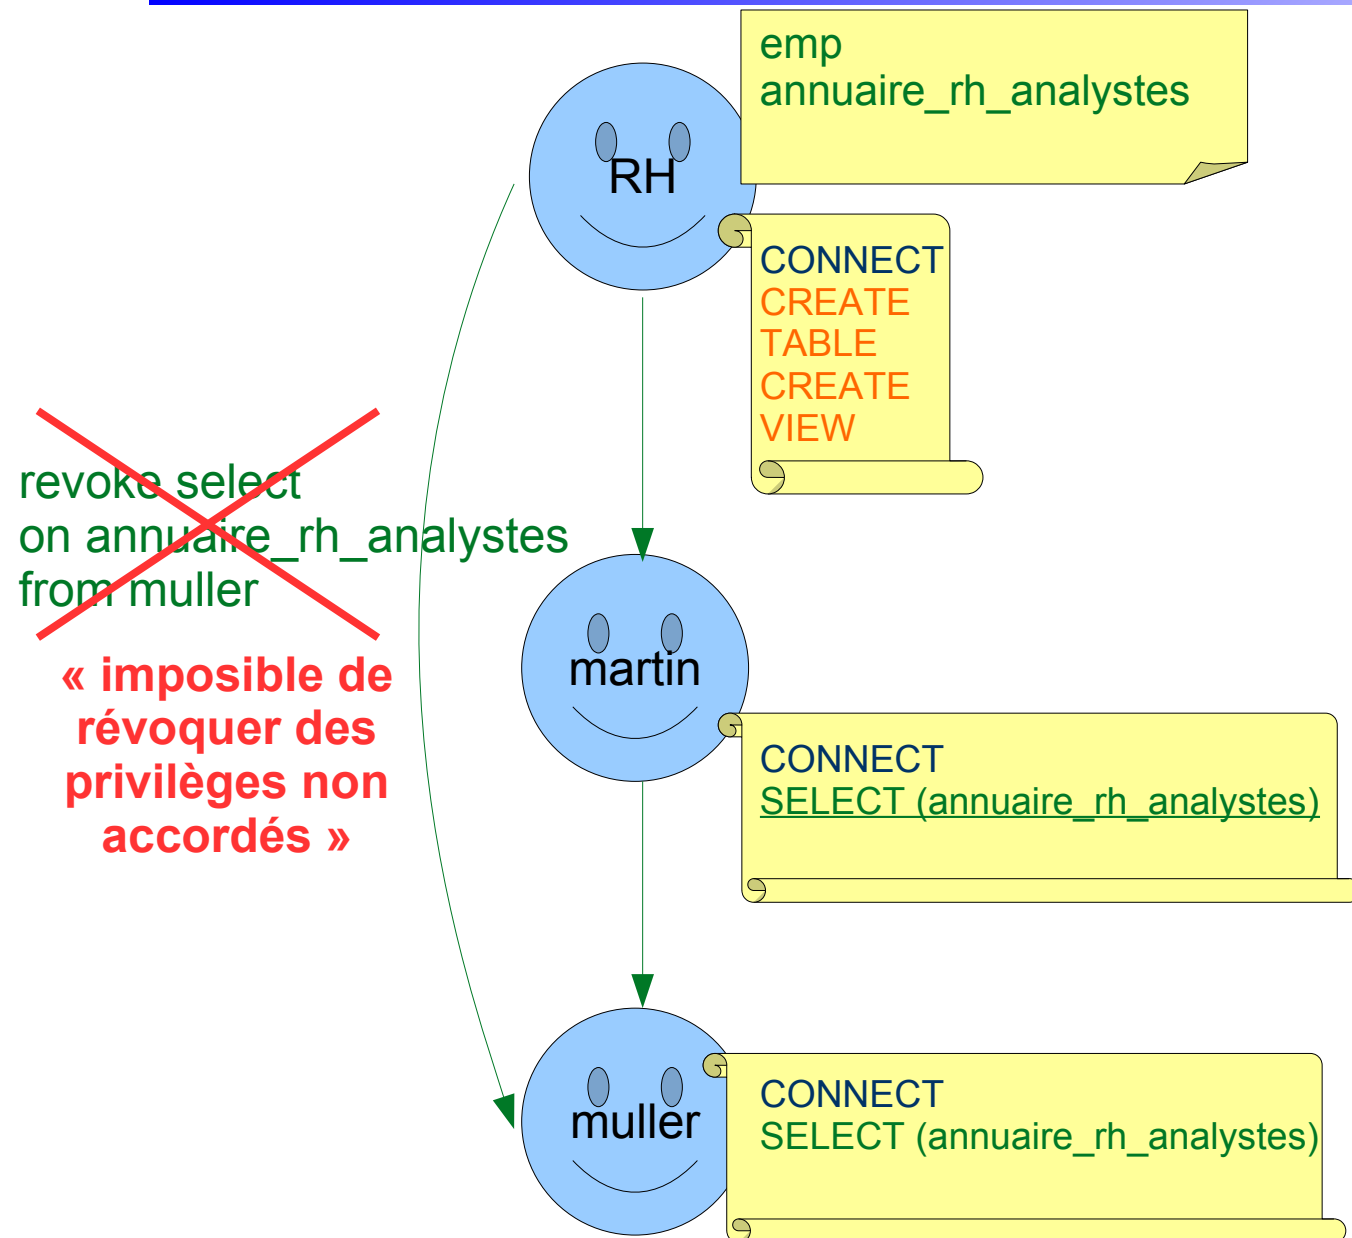 emp
annuaire_rh_analystes
RH
CONNECT
CREATE
TABLE
CREATE
VIEW
revoke select
on annuaire_rh_analystes
from muller
« imposible de
révoquer des
privilèges non
accordés »
martin
CONNECT
SELECT (annuaire_rh_analystes)
muller
CONNECT
SELECT (annuaire_rh_analystes)